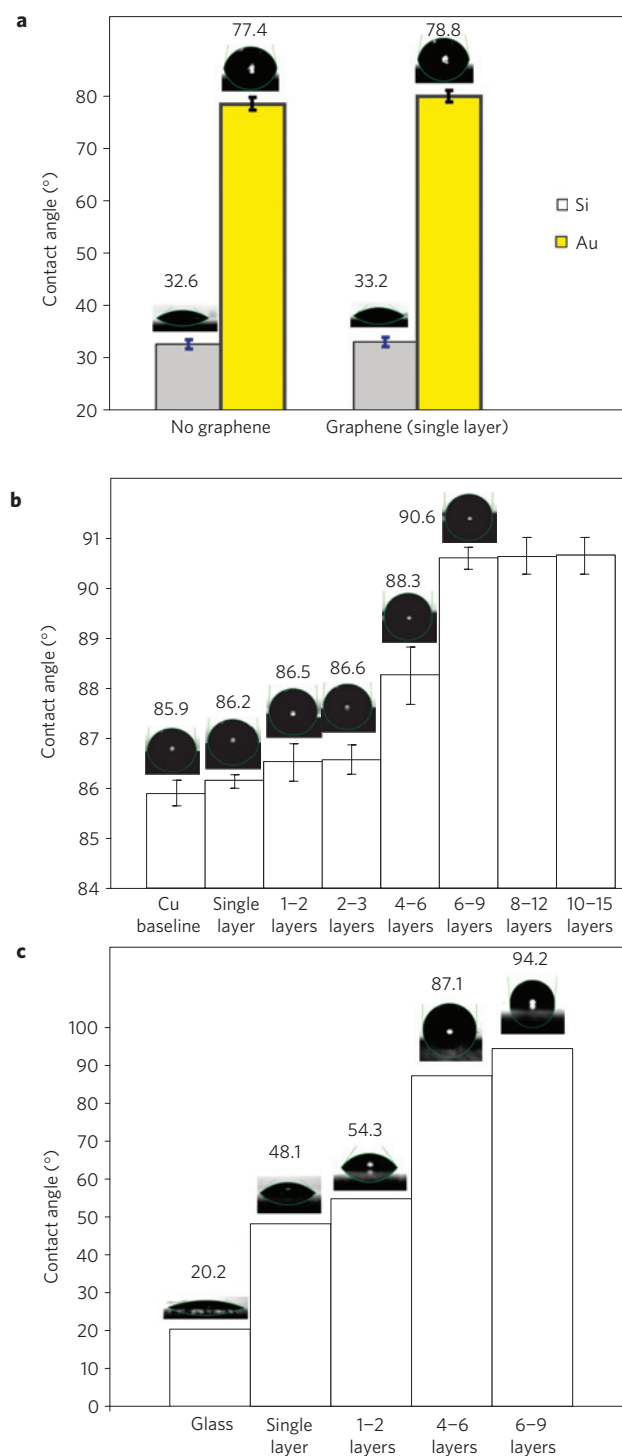 a
77.4
78.8
80
70
60
50
40
30
20
Contact angle (°)
32.6
33.2
Si
Au
No graphene
Graphene (single layer)
b
91
90
89
88
87
86
85
84
Contact angle (°)
85.9
86.2
86.5
86.6
88.3
90.6
Cu baseline
Single layer
1–2 layers
2–3 layers
4–6 layers
6–9 layers
8–12 layers
10–15 layers
c
100
90
80
70
60
50
40
30
20
10
0
Contact angle (°)
20.2
48.1
54.3
87.1
94.2
Glass
Single layer
1–2 layers
4–6 layers
6–9 layers